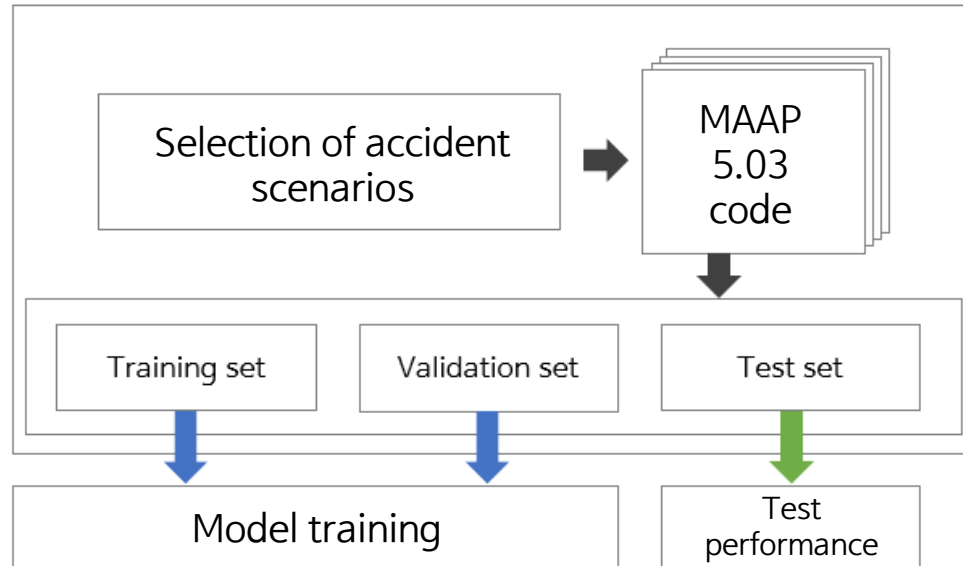 Selection of accident
scenarios
MAAP
5.03
code
Training set
Validation set
Test set
Model training
Test
performance